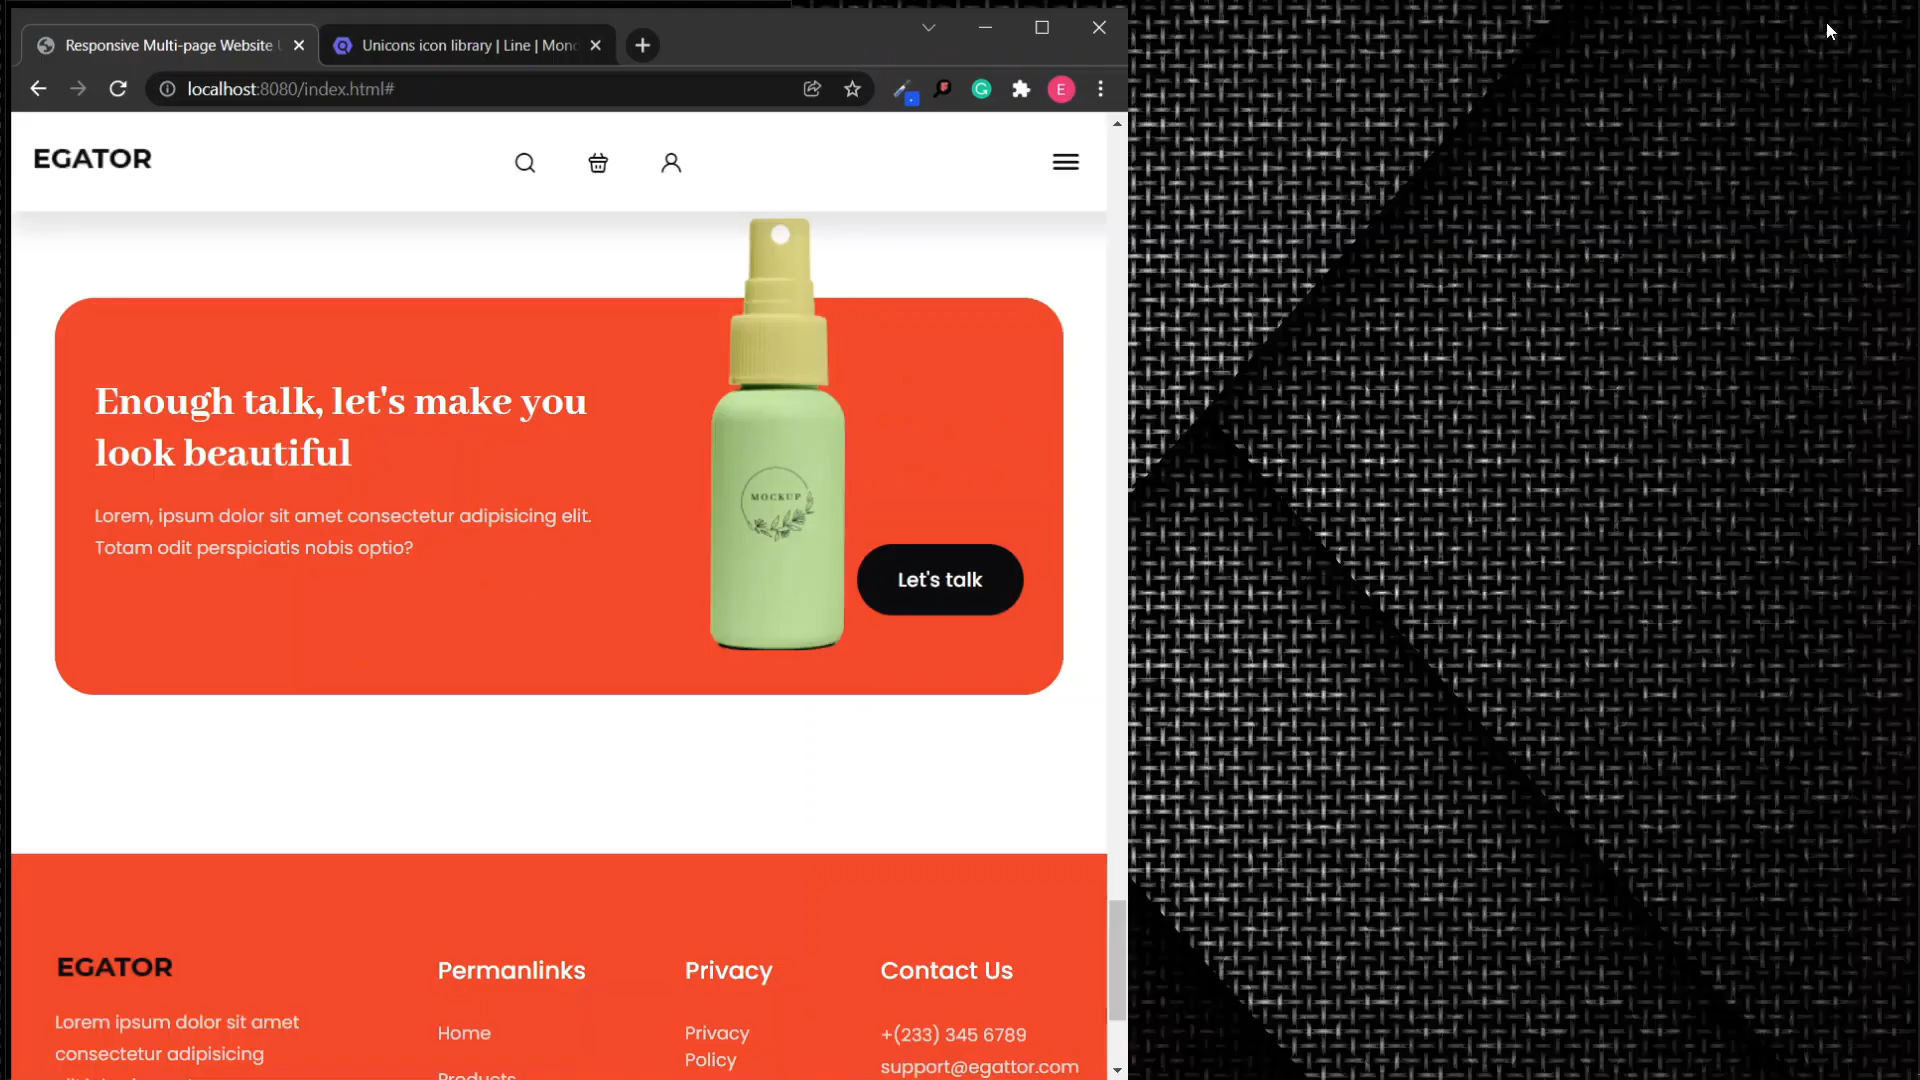 Responsive Multi-page Website
Unicons icon library | Line | Mono
localhost:8080/index.html#
E
EGATOR
Enough talk, let's make you
look beautiful
Lorem, ipsum dolor sit amet consectetur adipisicing elit.
Totam odit perspiciatis nobis optio?
MOCKUP
Let's talk
EGATOR
Lorem ipsum dolor sit amet
consectetur adipisicing
Permanlinks
Home
Products
Privacy
Privacy
Policy
Contact Us
+(233) 345 6789
support@egattor.com